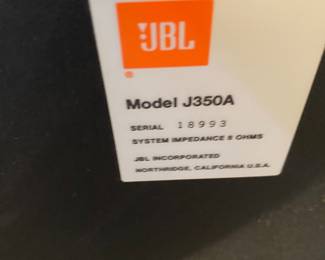 JBL
Model J350A
SERIAL 18993
SYSTEM IMPEDANCE 8 OHMS
JBL INCORPORATED
NORTHRIDGE, CALIFORNIA U.S.A.